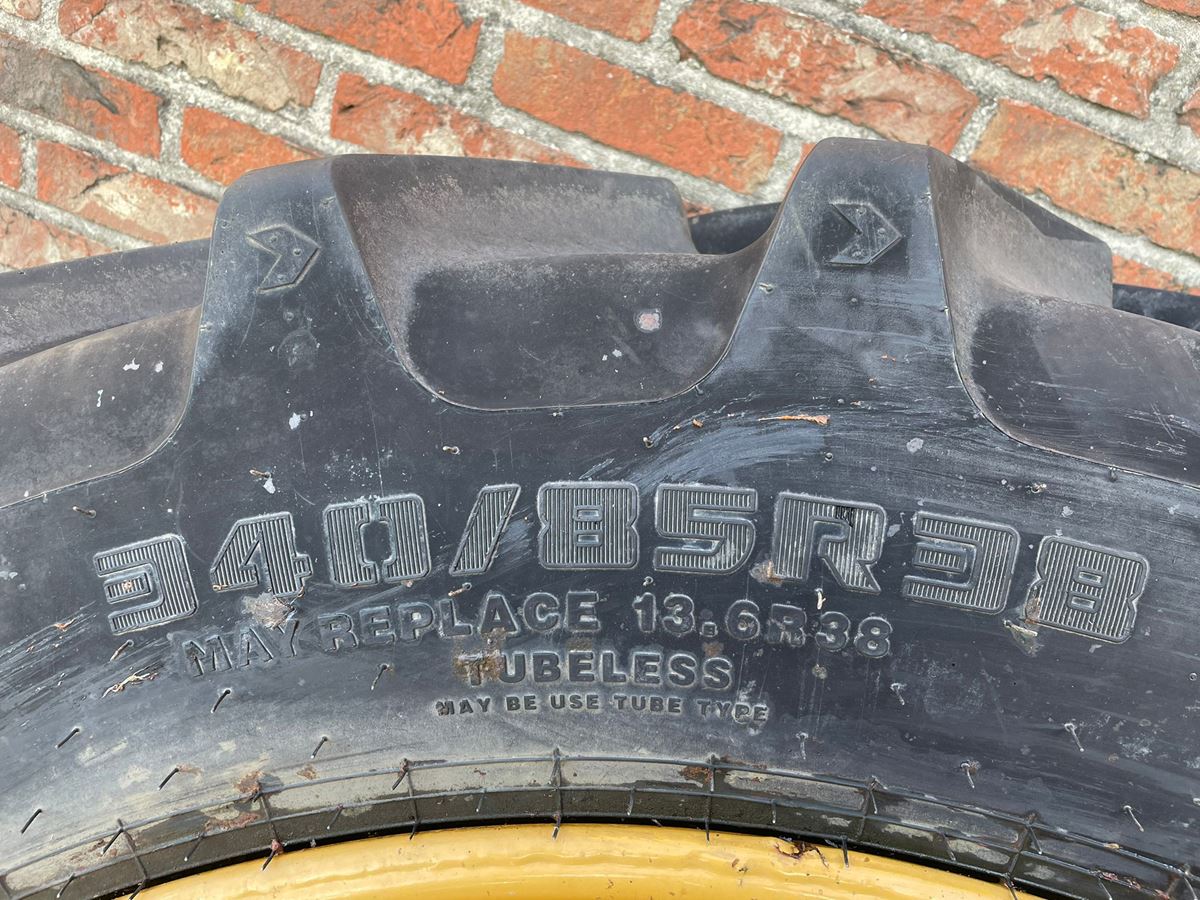 340/85R38
MAY REPLACE 13.6R38
TUBELESS
MAY BE USE TUBE TYPE